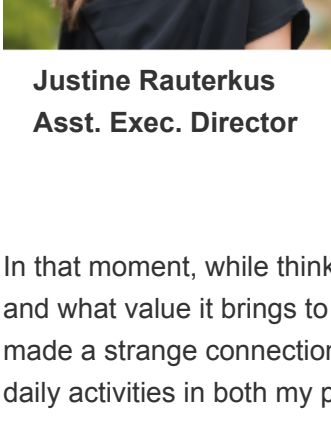 Justine Rauterkus
Asst. Exec. Director
In that moment, while think
and what value it brings to
made a strange connection
daily activities in both my p